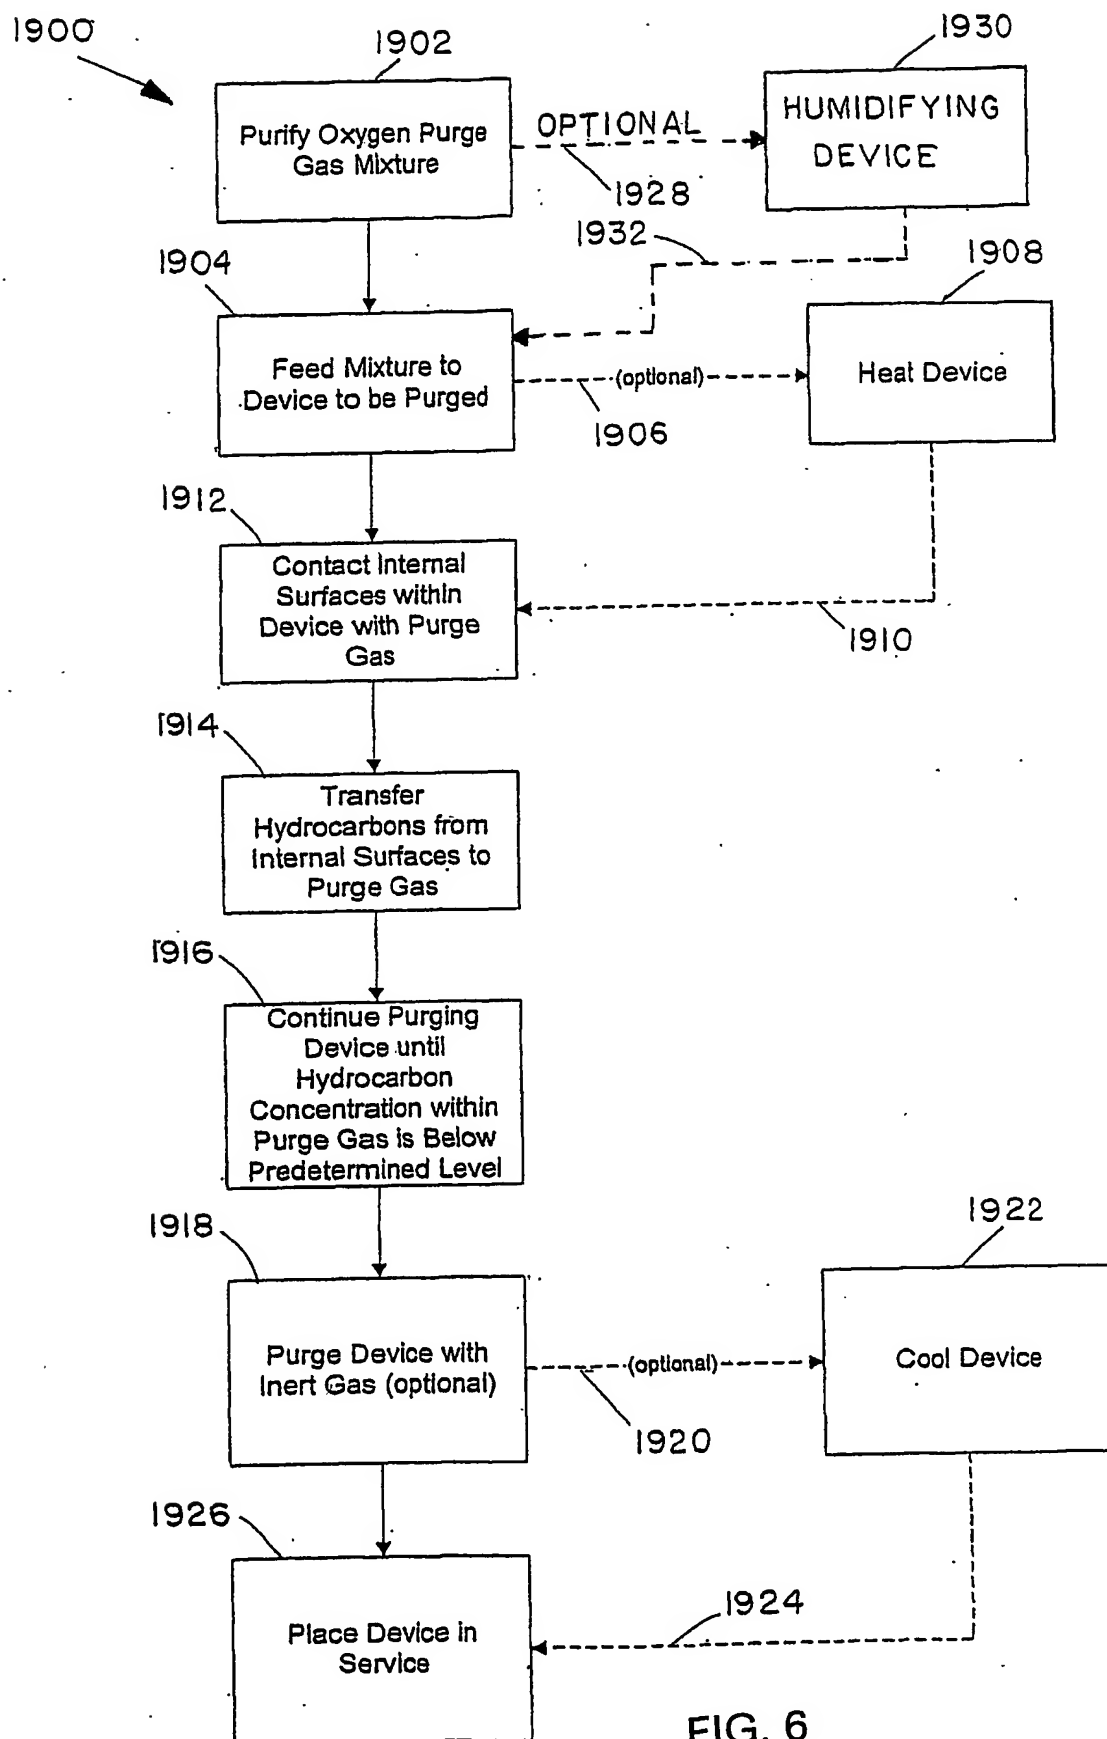 1900
1902
1930
Purify Oxygen Purge
Gas Mixture
OPTIONAL
HUMIDIFYING
DEVICE
1928
1932
1904
1908
Feed Mixture to
Device to be Purged
(optional)
Heat Device
1906
1912
Contact Internal
Surfaces within
Device with Purge
Gas
1910
1914
Transfer
Hydrocarbons from
Internal Surfaces to
Purge Gas
1916
Continue Purging
Device until
Hydrocarbon
Concentration within
Purge Gas is Below
Predetermined Level
1918
1922
Purge Device with
Inert Gas (optional)
(optional)
Cool Device
1920
1926
1924
Place Device in
Service
FIG. 6